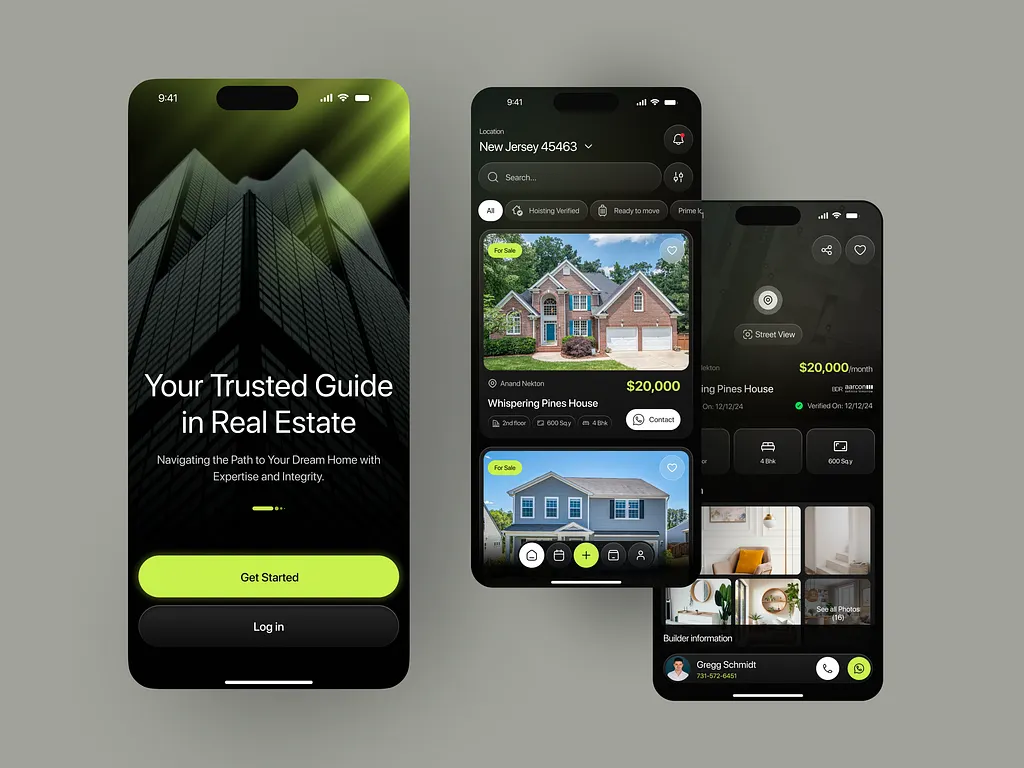 9:41
Your Trusted Guide
in Real Estate
Navigating the Path to Your Dream Home with
Expertise and Integrity.
Get Started
Log in
9:41
Location
New Jersey 45463
Search...
All
Hoisting Verified
Ready to move
Prime lo
For Sale
Anand Nekton
$20,000
Whispering Pines House
2nd floor
600 Sq.y
4 Bhk
Contact
For Sale
Street View
Nekton
$20,000/month
ing Pines House
BDR aarcon
On: 12/12/24
Verified On: 12/12/24
or
4 Bhk
600 Sq.y
See all Photos
(16)
Builder information
Gregg Schmidt
731-572-6451